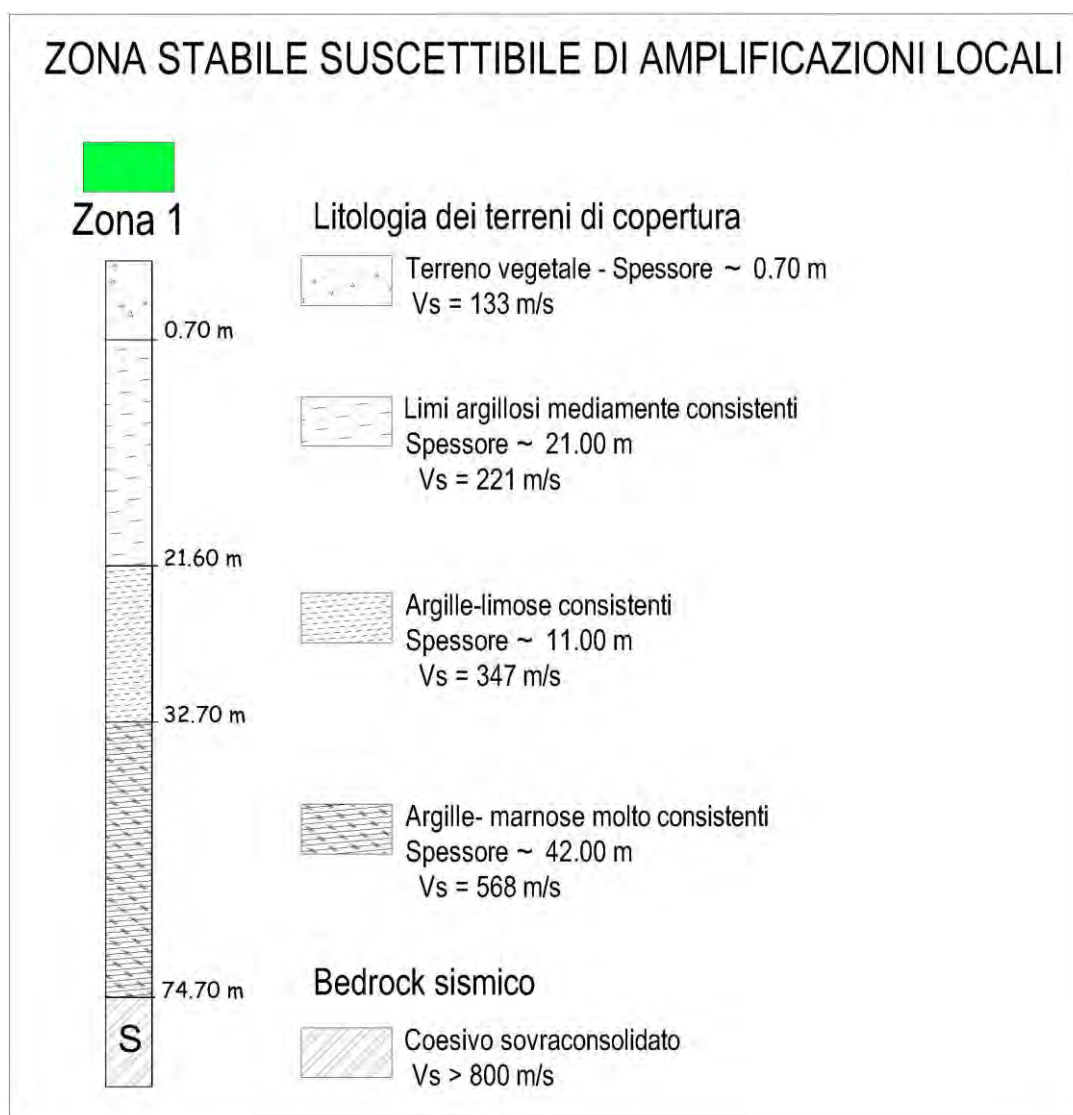 ZONA STABILE SUSCETTIBILE DI AMPLIFICAZIONI LOCALI
Zona 1
Litologia dei terreni di copertura
Terreno vegetale - Spessore ~ 0.70 m
Vs = 133 m/s
0.70 m
Limi argillosi mediamente consistenti
Spessore ~ 21.00 m
Vs = 221 m/s
21.60 m
Argille-limose consistenti
Spessore ~ 11.00 m
Vs = 347 m/s
32.70 m
Argille- marnose molto consistenti
Spessore ~ 42.00 m
Vs = 568 m/s
74.70 m
Bedrock sismico
S
Coesivo sovraconsolidato
Vs > 800 m/s